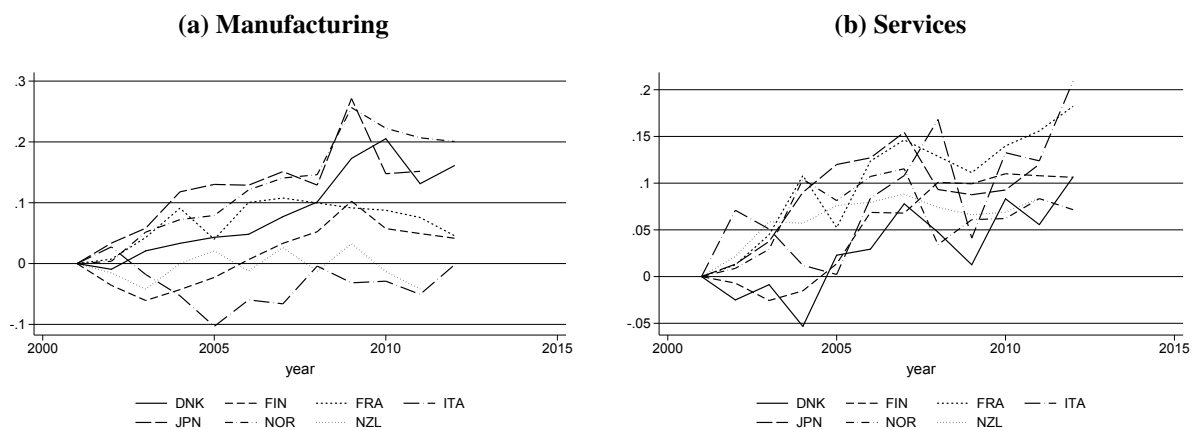 (a) Manufacturing
.3
.2
.1
0
-.1
2000 2005 2010 2015
year
DNK FIN FRA ITA
JPN NOR NZL
(b) Services
.2
.15
.1
.05
0
-.05
2000 2005 2010 2015
year
DNK FIN FRA ITA
JPN NOR NZL